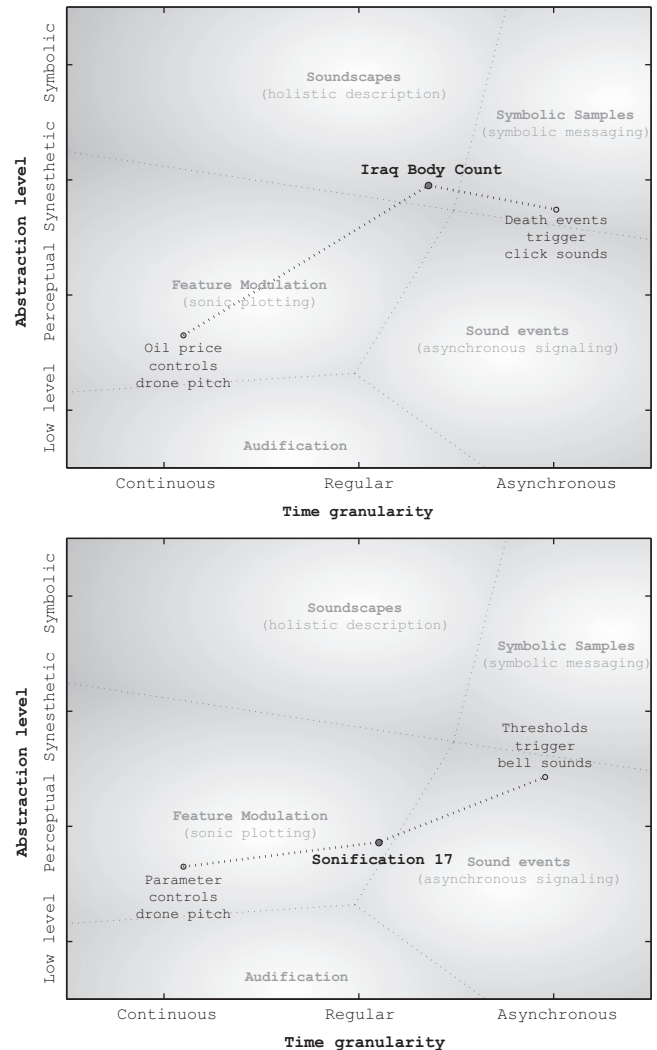 Abstraction level
Symbolic
Synesthetic
Perceptual
Low level
Soundscapes
(holistic description)
Symbolic Samples
(symbolic messaging)
Iraq Body Count
Death events
trigger
click sounds
Feature Modulation
(sonic plotting)
Sound events
(asynchronous signaling)
Oil price
controls
drone pitch
Audification
Continuous Regular Asynchronous
Time granularity
Abstraction level
Symbolic
Synesthetic
Perceptual
Low level
Soundscapes
(holistic description)
Symbolic Samples
(symbolic messaging)
Thresholds
trigger
bell sounds
Feature Modulation
(sonic plotting)
Sonification 17
Sound events
(asynchronous signaling)
Parameter
controls
drone pitch
Audification
Continuous Regular Asynchronous
Time granularity